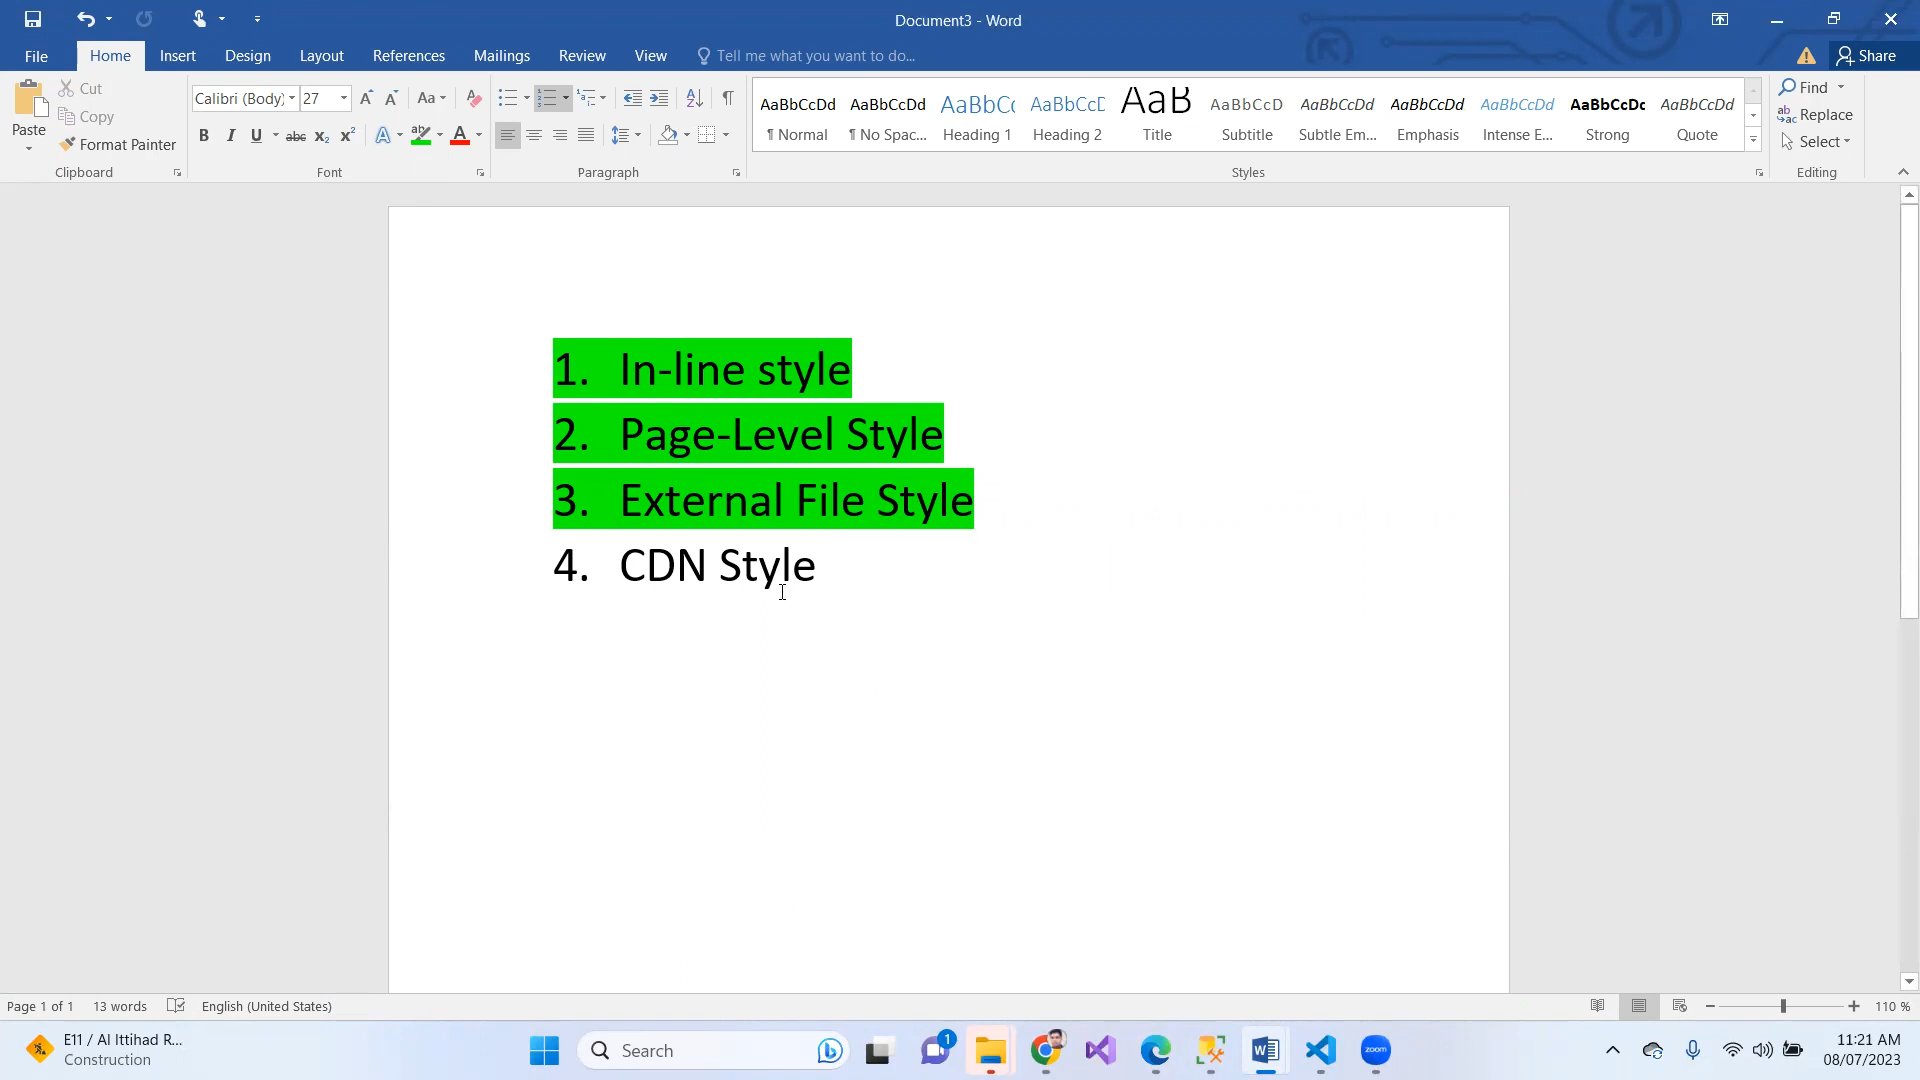 Document3 - Word
File Home Insert Design Layout References Mailings Review View Tell me what you want to do... Share
Paste
Cut
Copy
Format Painter
Clipboard
Calibri (Body) 27
Font
Paragraph
AaBbCcDd AaBbCcDd AaBbCc AaBbCcD AaB AaBbCcD AaBbCcDd AaBbCcDd AaBbCcDd AaBbCcDc AaBbCcDd
¶ Normal ¶ No Spac... Heading 1 Heading 2 Title Subtitle Subtle Em... Emphasis Intense E... Strong Quote
Styles
Find
Replace
Select
Editing
1. In-line style
2. Page-Level Style
3. External File Style
4. CDN Style
Page 1 of 1 13 words English (United States) 110 %
E11 / Al Ittihad R...
Construction
Search
1
zoom
11:21 AM
08/07/2023